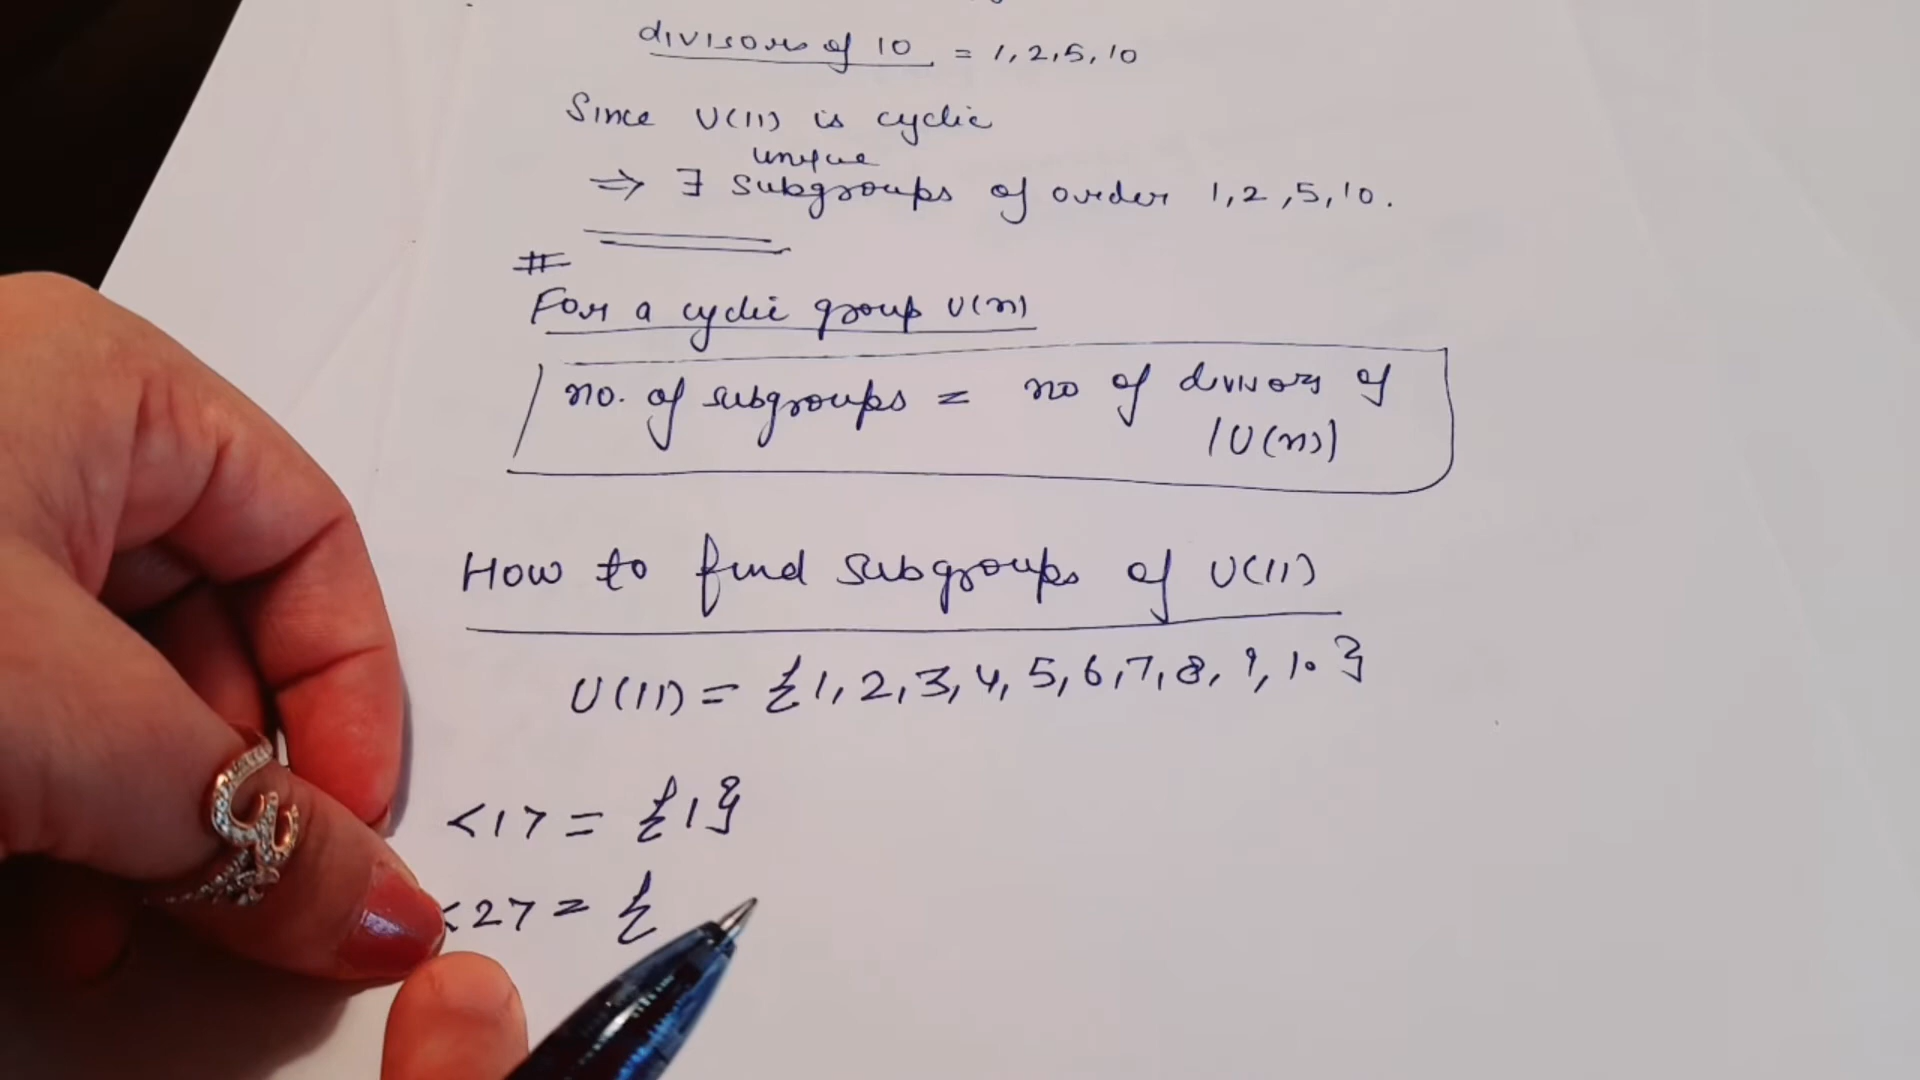 divisors of 10 = 1, 2, 5, 10
Since U(11) is cyclic
unique
⇒ ∃ subgroups of order 1, 2, 5, 10.
#
For a cyclic group U(n)
no. of subgroups = no of divisors of
|U(n)|
How to find subgroups of U(11)
U(11) = {1, 2, 3, 4, 5, 6, 7, 8, 9, 10}
<1> = {1}
<2> = {